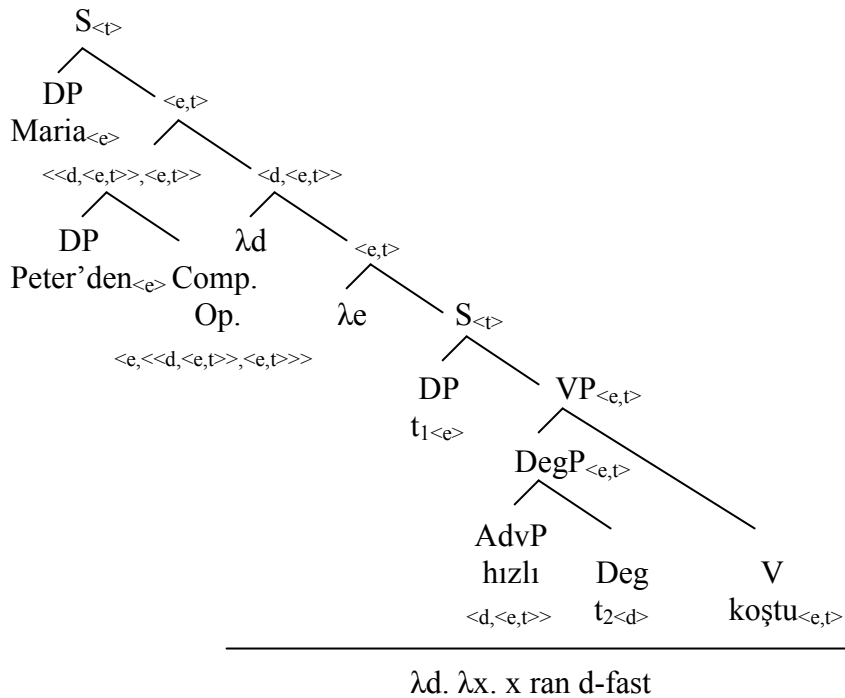 S<t>
DP <e,t>
Maria<e>
<<d,<e,t>>,<e,t>> <d,<e,t>>
DP λd <e,t>
Peter’den<e> Comp.
Op. λe S<t>
<e,<<d,<e,t>>,<e,t>>>
DP VP<e,t>
t1<e>
DegP<e,t>
AdvP
hızlı Deg V
<d,<e,t>> t2<d> koştu<e,t>
λd. λx. x ran d-fast